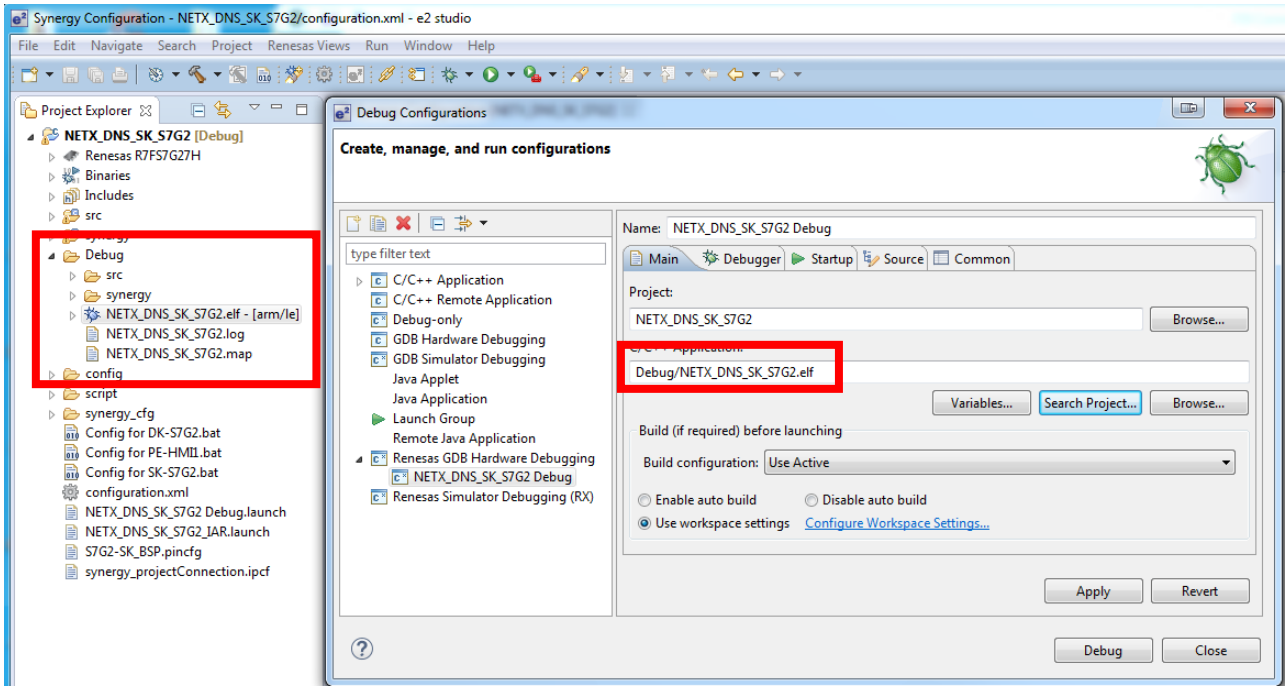 Synergy Configuration - NETX_DNS_SK_S7G2/configuration.xml - e2 studio
File Edit Navigate Search Project Renesas Views Run Window Help
Project Explorer
NETX_DNS_SK_S7G2 [Debug]
Renesas R7FS7G27H
Binaries
Includes
src
synergy
Debug
src
synergy
NETX_DNS_SK_S7G2.elf - [arm/le]
NETX_DNS_SK_S7G2.log
NETX_DNS_SK_S7G2.map
config
script
synergy_cfg
Config for DK-S7G2.bat
Config for PE-HMI1.bat
Config for SK-S7G2.bat
configuration.xml
NETX_DNS_SK_S7G2 Debug.launch
NETX_DNS_SK_S7G2_IAR.launch
S7G2-SK_BSP.pincfg
synergy_projectConnection.ipcf
Debug Configurations
Create, manage, and run configurations
type filter text
C/C++ Application
C/C++ Remote Application
Debug-only
GDB Hardware Debugging
GDB Simulator Debugging
Java Applet
Java Application
Launch Group
Remote Java Application
Renesas GDB Hardware Debugging
NETX_DNS_SK_S7G2 Debug
Renesas Simulator Debugging (RX)
Name: NETX_DNS_SK_S7G2 Debug
Main Debugger Startup Source Common
Project:
NETX_DNS_SK_S7G2 Browse...
C/C++ Application:
Debug/NETX_DNS_SK_S7G2.elf
Variables... Search Project... Browse...
Build (if required) before launching
Build configuration: Use Active
Enable auto build Disable auto build
Use workspace settings Configure Workspace Settings...
Apply Revert
Debug Close